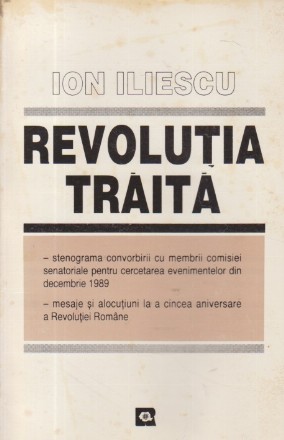 ION ILIESCU
REVOLUȚIA
TRĂITĂ
– stenograma convorbirii cu membrii comisiei
senatoriale pentru cercetarea evenimentelor din
decembrie 1989
– mesaje și alocuțiuni la a cincea aniversare
a Revoluției Române